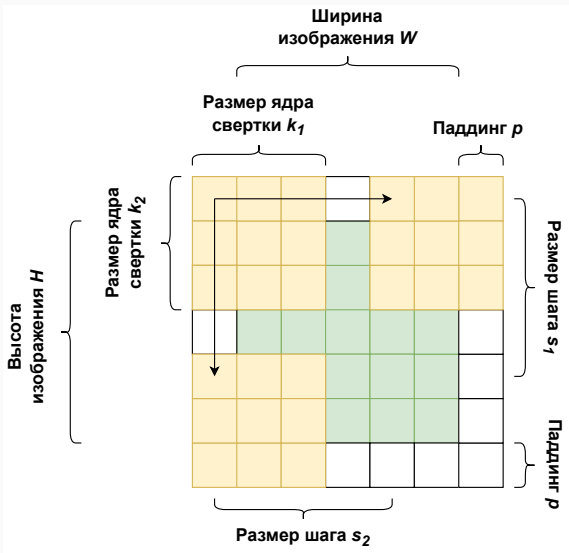 Ширина
изображения W
Размер ядра
свертки k1
Паддинг p
Размер ядра
свертки k2
Высота
изображения H
Размер шага s1
Паддинг p
Размер шага s2